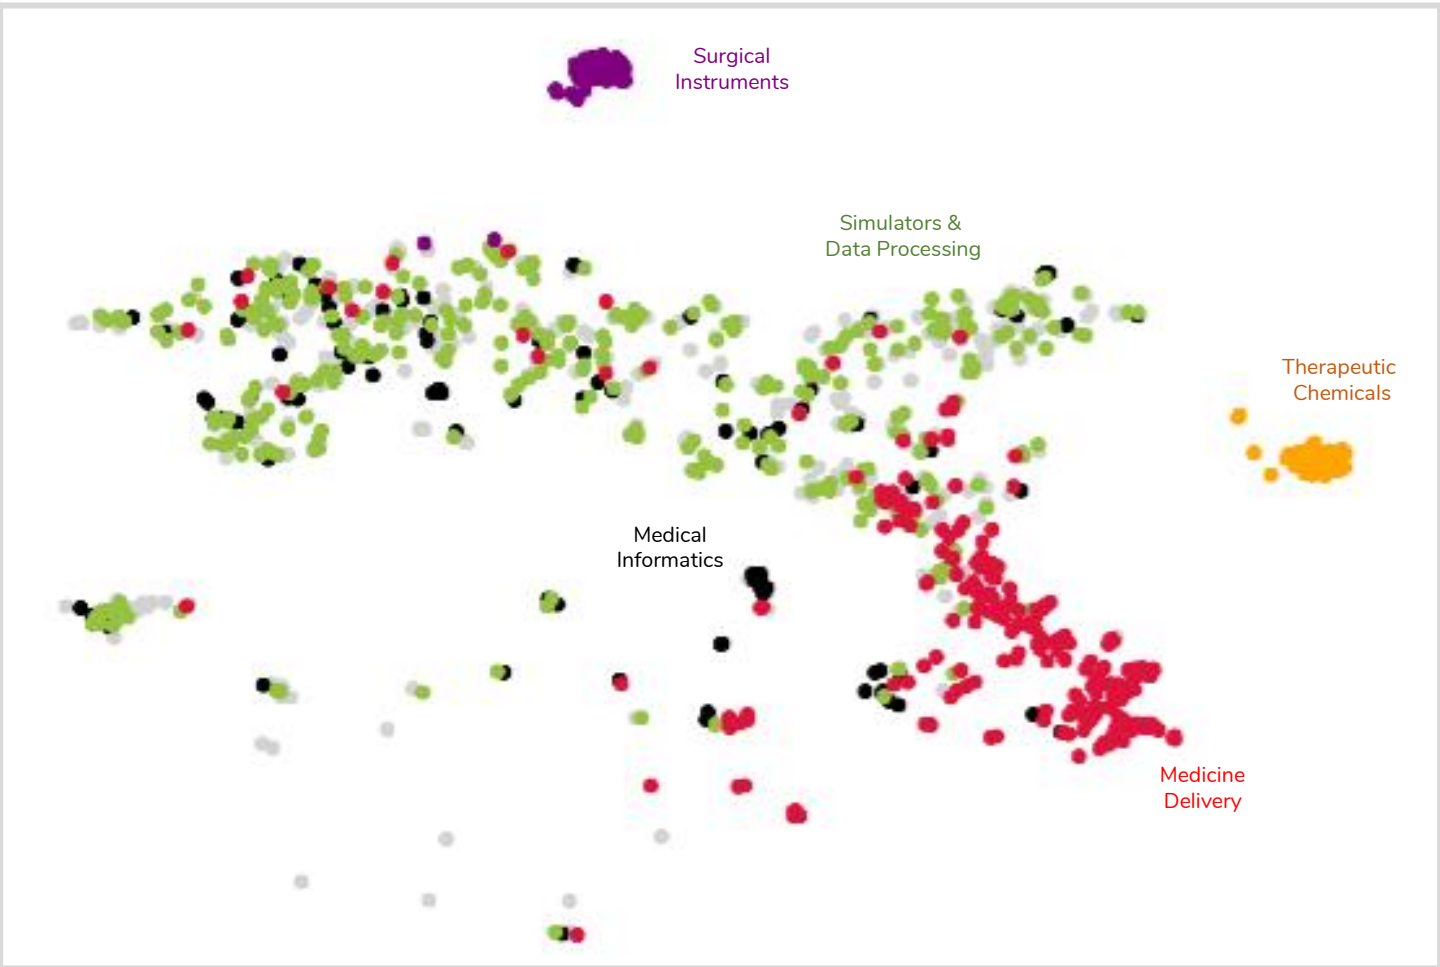 Surgical
Instruments
Simulators &
Data Processing
Therapeutic
Chemicals
Medical
Informatics
Medicine
Delivery